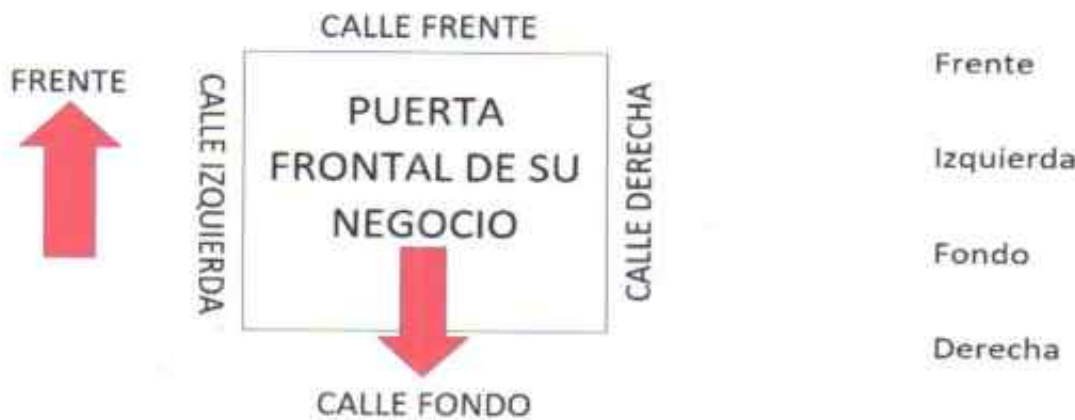 CALLE FRENTE
FRENTE
CALLE IZQUIERDA
PUERTA
FRONTAL DE SU
NEGOCIO
CALLE DERECHA
CALLE FONDO
Frente
Izquierda
Fondo
Derecha